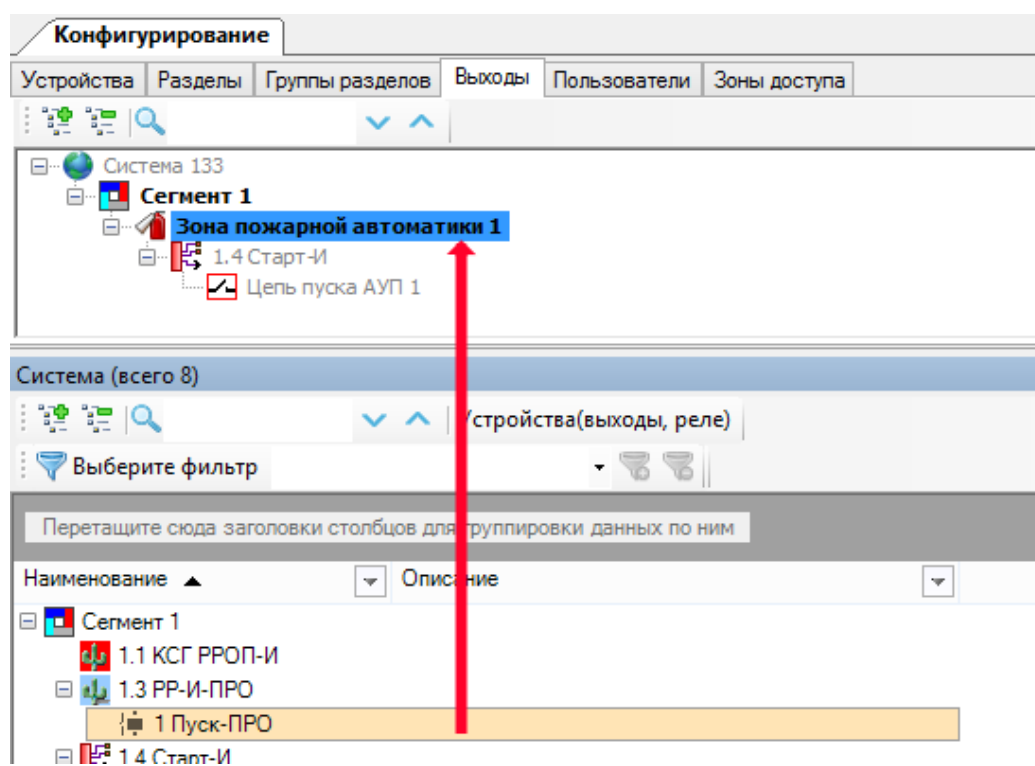 Конфигурирование
Устройства Разделы Группы разделов Выходы Пользователи Зоны доступа
Система 133
Сегмент 1
Зона пожарной автоматики 1
1.4 Старт-И
Цепь пуска АУП 1
Система (всего 8)
Устройства(выходы, реле)
Выберите фильтр
Перетащите сюда заголовки столбцов для группировки данных по ним
Наименование Описание
Сегмент 1
1.1 КСГ РРОП-И
1.3 РР-И-ПРО
1 Пуск-ПРО
1.4 Старт-И